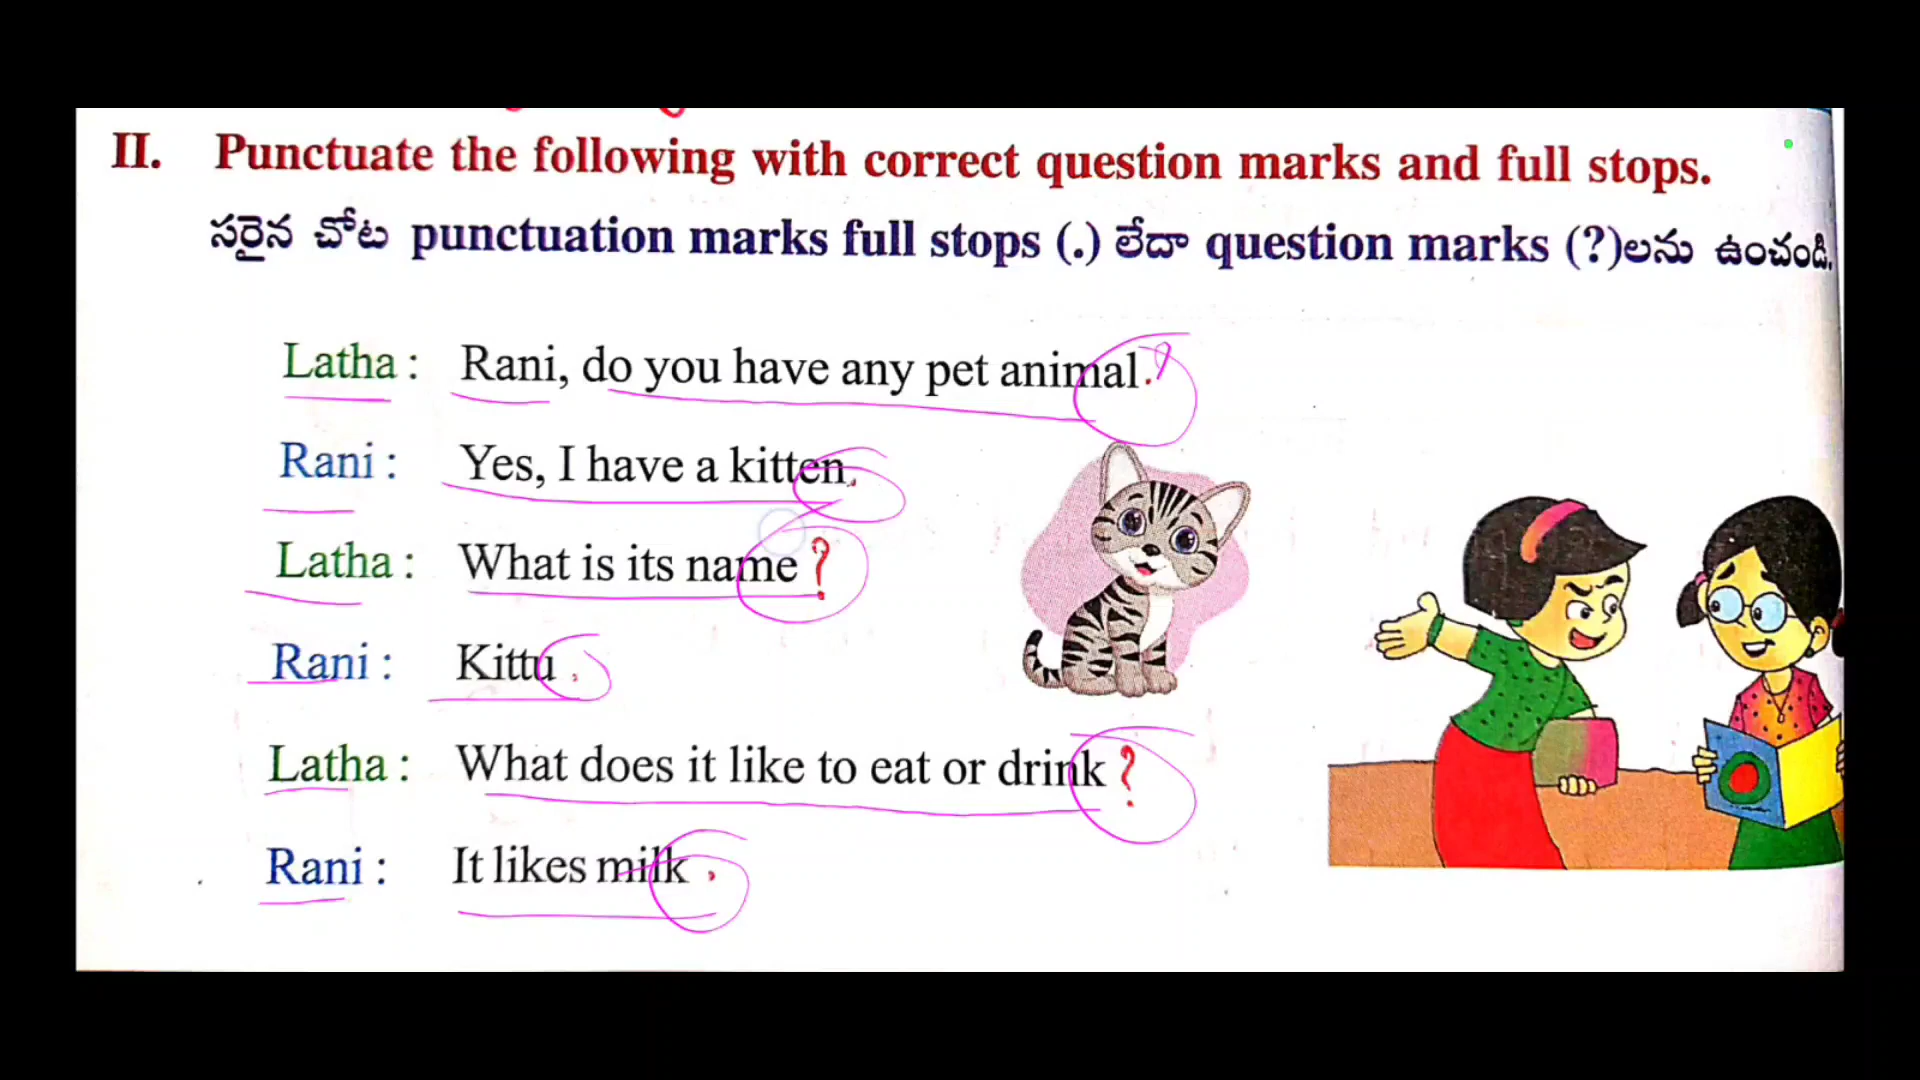 II. Punctuate the following with correct question marks and full stops.
సరైన చోట punctuation marks full stops (.) లేదా question marks (?)లను ఉంచండి.
Latha : Rani, do you have any pet animal.?
Rani : Yes, I have a kitten.
Latha : What is its name ?
Rani : Kittu .
Latha : What does it like to eat or drink ?
Rani : It likes milk .